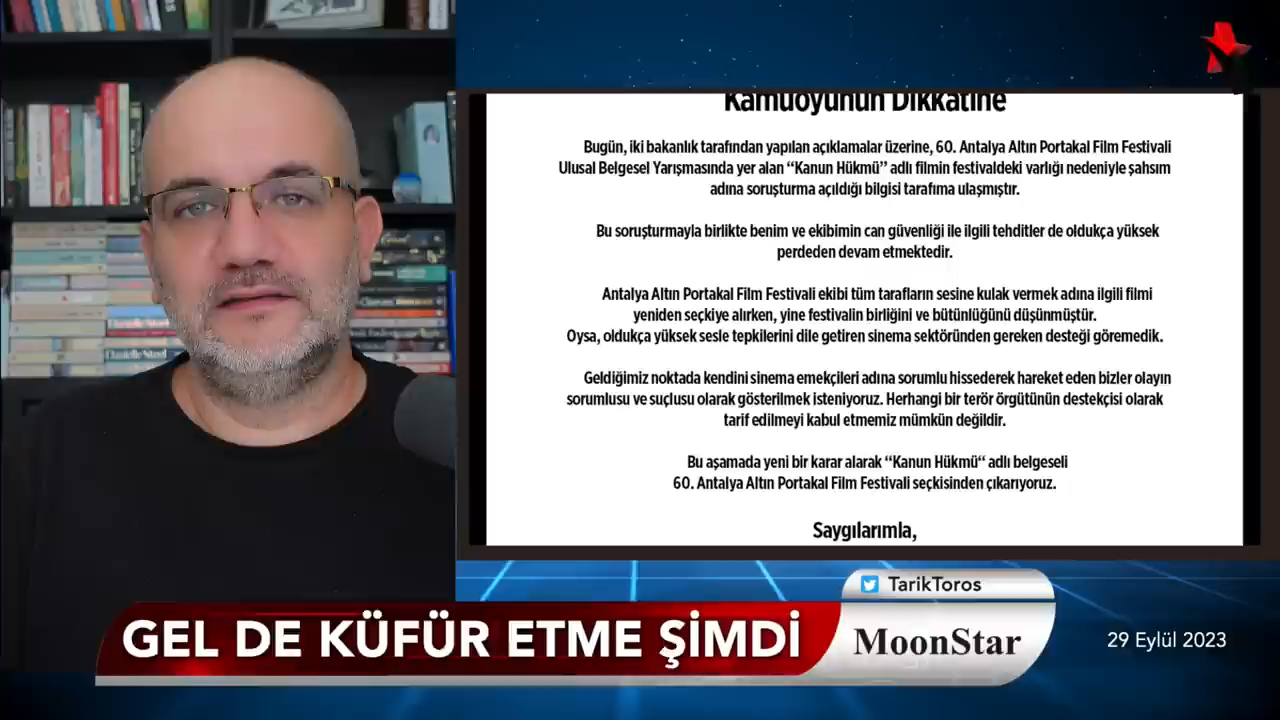 Kamuoyunun Dikkatine
Bugün, iki bakanlık tarafından yapılan açıklamalar üzerine, 60. Antalya Altın Portakal Film Festivali
Ulusal Belgesel Yarışmasında yer alan “Kanun Hükmü” adlı filmin festivaldeki varlığı nedeniyle şahsım
adına soruşturma açıldığı bilgisi tarafıma ulaşmıştır.
Bu soruşturmayla birlikte benim ve ekibimin can güvenliği ile ilgili tehditler de oldukça yüksek
perdeden devam etmektedir.
Antalya Altın Portakal Film Festivali ekibi tüm tarafların sesine kulak vermek adına ilgili filmi
yeniden seçkiye alırken, yine festivalin birliğini ve bütünlüğünü düşünmüştür.
Oysa, oldukça yüksek sesle tepkilerini dile getiren sinema sektöründen gereken desteği göremedik.
Geldiğimiz noktada kendini sinema emekçileri adına sorumlu hissederek hareket eden bizler olayın
sorumlusu ve suçlusu olarak gösterilmek isteniyoruz. Herhangi bir terör örgütünün destekçisi olarak
tarif edilmeyi kabul etmemiz mümkün değildir.
Bu aşamada yeni bir karar alarak “Kanun Hükmü“ adlı belgeseli
60. Antalya Altın Portakal Film Festivali seçkisinden çıkarıyoruz.
Saygılarımla,
Danielle Steel
TarikToros
GEL DE KÜFÜR ETME ŞİMDİ
MoonStar
29 Eylül 2023